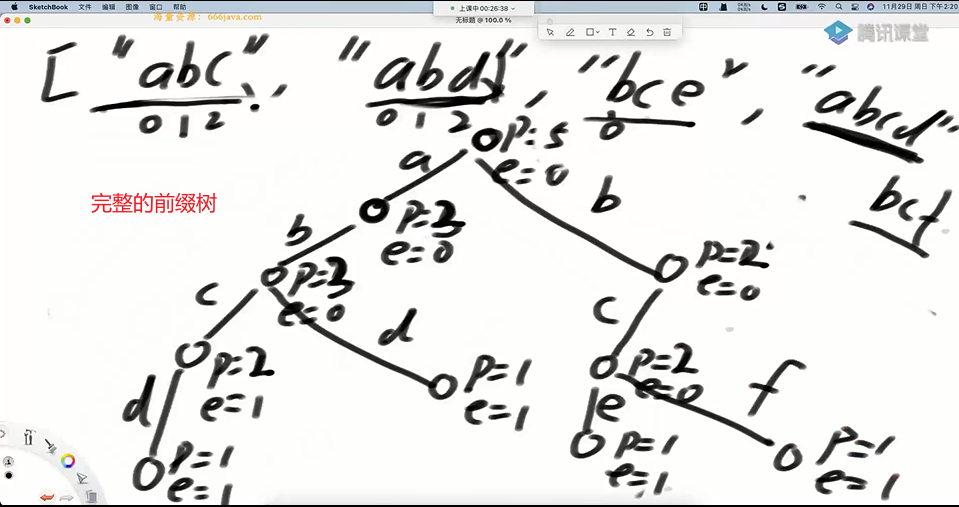 SketchBook 文件 编辑 图像 窗口 帮助
11月29日 周日 下午2:20
海量资源：666java.com
上课中 00:26:38
无标题 @ 100.0 %
腾讯课堂
["abc", "abd", "bce", "abcd"
0 1 2 0 1 2 0
bcf
P=5
e=0
a b
完整的前缀树
P=3
e=0
b
P=2
e=0
P=3
e=0
c d c
P=2
e=1
P=1
e=1
P=2
e=0
d e f
P=1
e=1
P=1
e=1
P=1
e=1